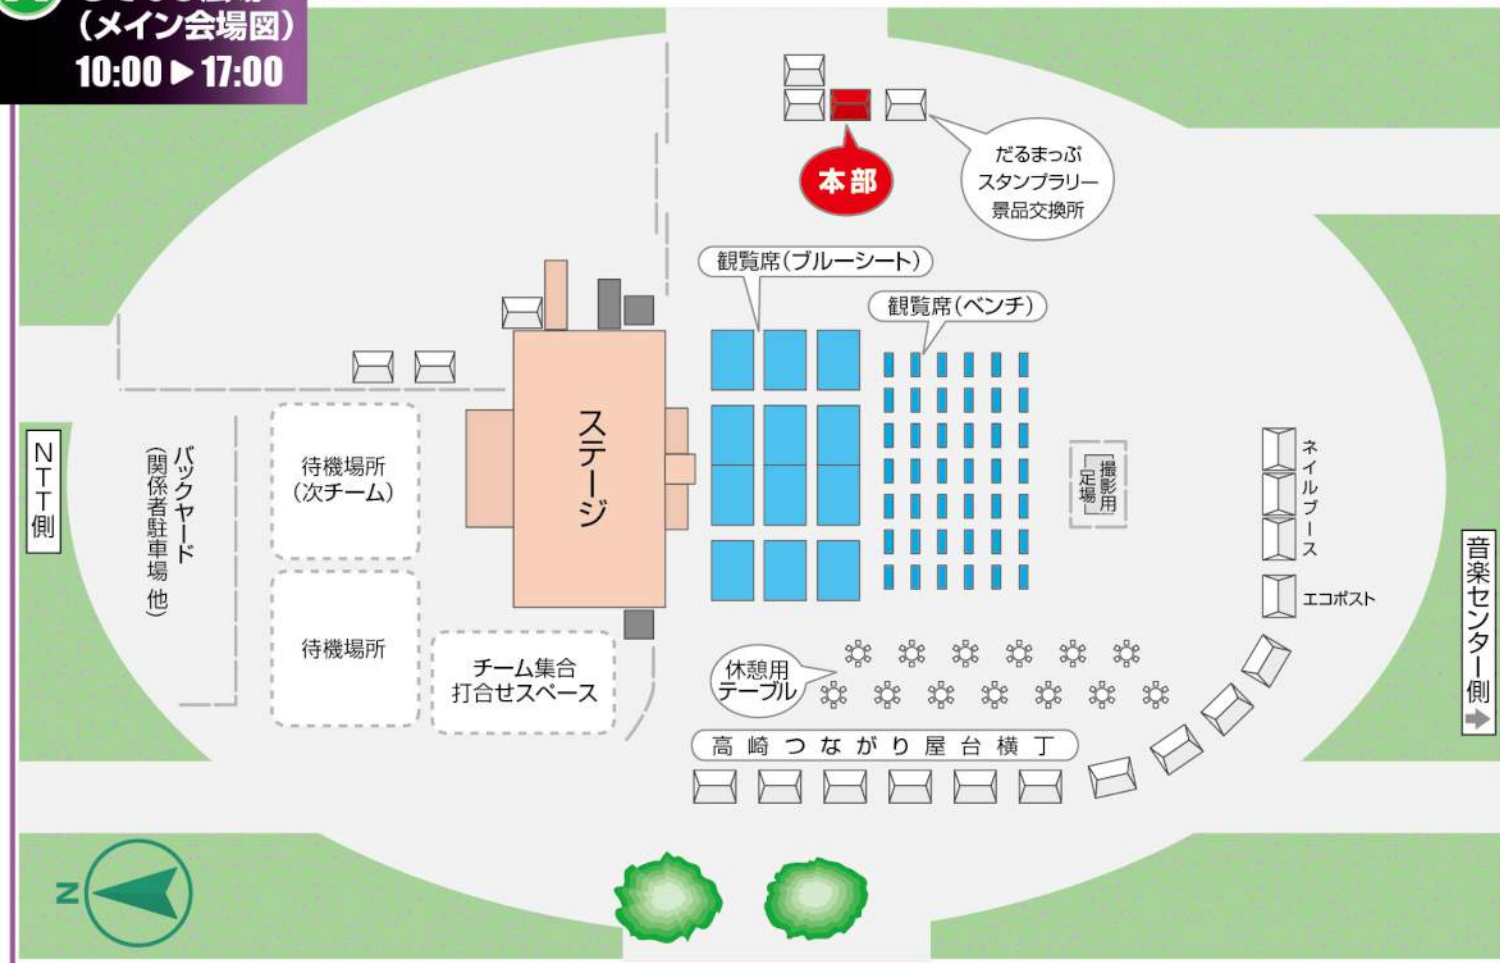 (メイン会場図)
10:00▶17:00
本部
だるまっぷ
スタンプラリー
景品交換所
観覧席(ブルーシート)
観覧席(ベンチ)
ステージ
待機場所
(次チーム)
待機場所
チーム集合
打合せスペース
バックヤード
(関係者駐車場 他)
NTT側
撮影用
足場
ネイルブース
エコポスト
音楽センター側
休憩用
テーブル
高崎つながり屋台横丁
N